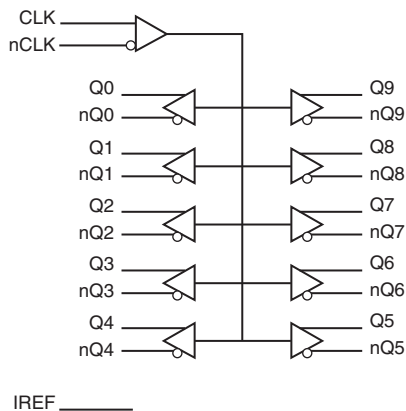 CLK
nCLK
Q0 Q9
nQ0 nQ9
Q1 Q8
nQ1 nQ8
Q2 Q7
nQ2 nQ7
Q3 Q6
nQ3 nQ6
Q4 Q5
nQ4 nQ5
IREF